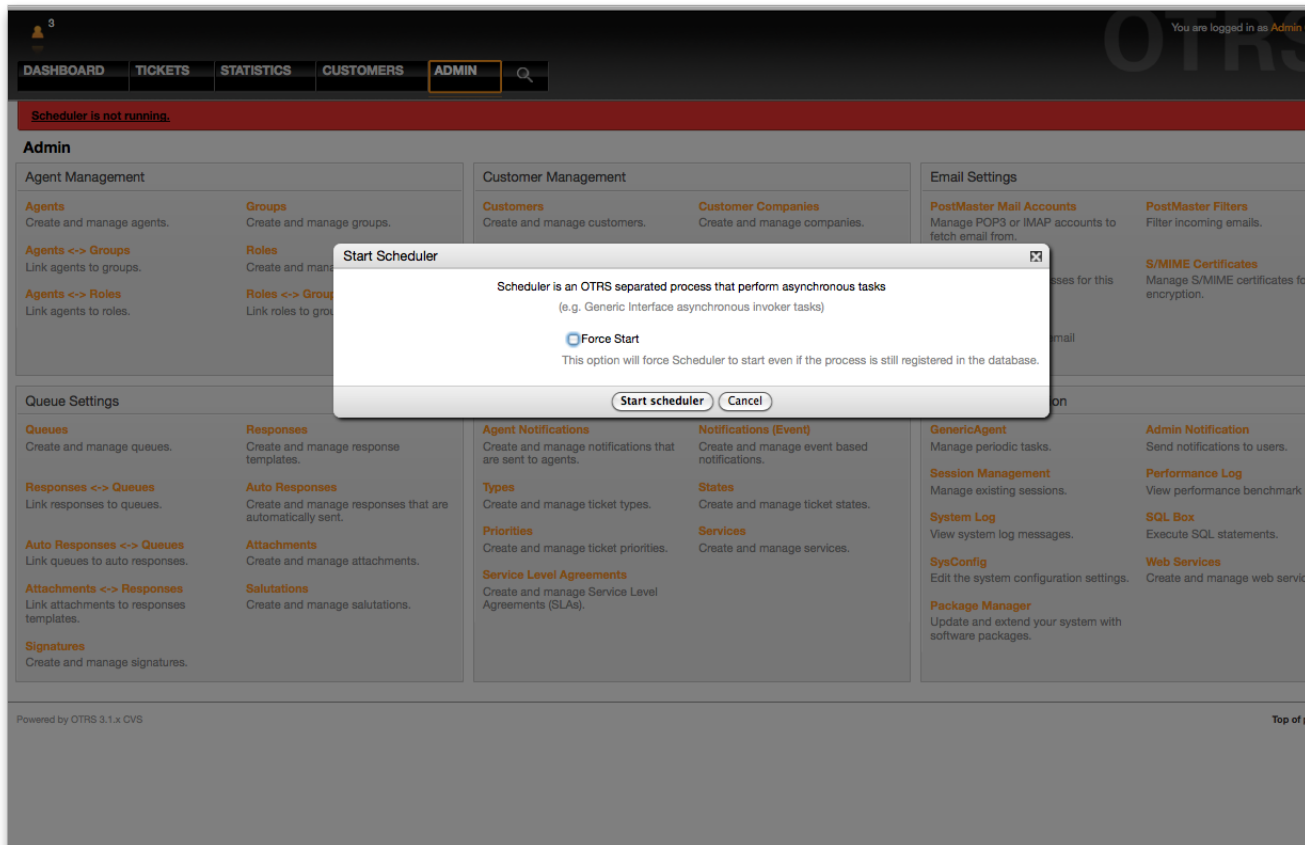 3
You are logged in as Admin
OTRS
DASHBOARD TICKETS STATISTICS CUSTOMERS ADMIN
Scheduler is not running.
Admin
Agent Management
Agents
Create and manage agents.
Groups
Create and manage groups.
Agents <-> Groups
Link agents to groups.
Roles
Create and
Agents <-> Roles
Link agents to roles.
Roles <->
Link roles to
Customer Management
Customers
Create and manage customers.
Customer Companies
Create and manage companies.
Email Settings
PostMaster Mail Accounts
Manage POP3 or IMAP accounts to
fetch email from.
PostMaster Filters
Filter incoming emails.
for this
S/MIME Certificates
Manage S/MIME certificates
encryption.
Start Scheduler
Scheduler is an OTRS separated process that perform asynchronous tasks
(e.g. Generic Interface asynchronous invoker tasks)
Force Start
This option will force Scheduler to start even if the process is still registered in the database.
Start scheduler Cancel
Queue Settings
Queues
Create and manage queues.
Responses
Create and manage response
templates.
Responses <-> Queues
Link responses to queues.
Auto Responses
Create and manage responses that are
automatically sent.
Auto Responses <-> Queues
Link queues to auto responses.
Attachments
Create and manage attachments.
Attachments <-> Responses
Link attachments to responses
templates.
Salutations
Create and manage salutations.
Signatures
Create and manage signatures.
Agent Notifications
Create and manage notifications that
are sent to agents.
Notifications (Event)
Create and manage event based
notifications.
Types
Create and manage ticket types.
States
Create and manage ticket states.
Priorities
Create and manage ticket priorities.
Services
Create and manage services.
Service Level Agreements
Create and manage Service Level
Agreements (SLAs).
GenericAgent
Manage periodic tasks.
Admin Notification
Send notifications to users.
Session Management
Manage existing sessions.
Performance Log
View performance benchmark
System Log
View system log messages.
SQL Box
Execute SQL statements.
SysConfig
Edit the system configuration settings.
Web Services
Create and manage web
Package Manager
Update and extend your system with
software packages.
Powered by OTRS 3.1.x CVS
Top of